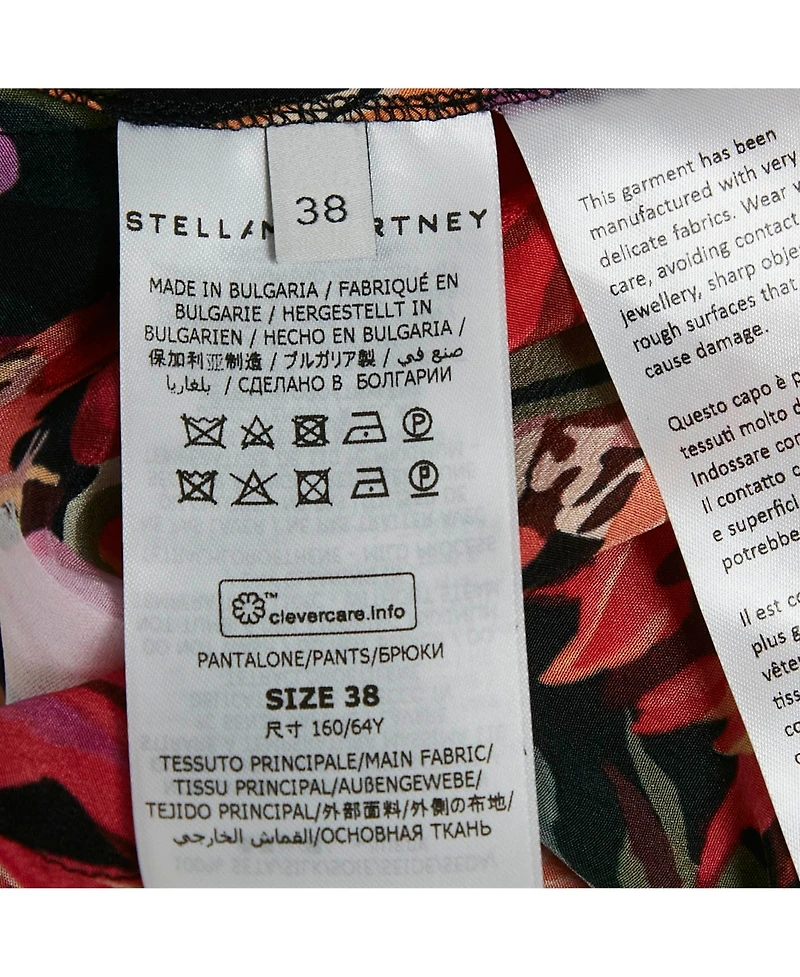 38
STELLA RTNEY
MADE IN BULGARIA / FABRIQUÉ EN
BULGARIE / HERGESTELLT IN
BULGARIEN / HECHO EN BULGARIA /
保加利亚制造 / ブルガリア製 / صنع في
بلغاريا / СДЕЛАНО В БОЛГАРИИ
P
P
clevercare.info
™
PANTALONE/PANTS/БРЮКИ
SIZE 38
尺寸 160/64Y
TESSUTO PRINCIPALE/MAIN FABRIC/
TISSU PRINCIPAL/AUßENGEWEBE/
TEJIDO PRINCIPAL/外部面料/外側の布地/
القماش الخارجي/ОСНОВНАЯ ТКАНЬ
This garment has been
manufactured with very
delicate fabrics. Wear
care, avoiding contact
jewellery, sharp obje
rough surfaces that
cause damage.
Questo capo è p
tessuti molto d
Indossare con
Il contatto c
e superfici
potrebbe
Il est co
plus g
vêtem
tiss